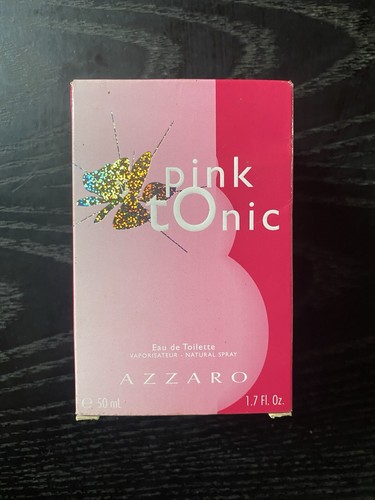 pink
tOnic
Eau de Toilette
VAPORISATEUR - NATURAL SPRAY
AZZARO
℮ 50 mL 1.7 Fl. Oz.